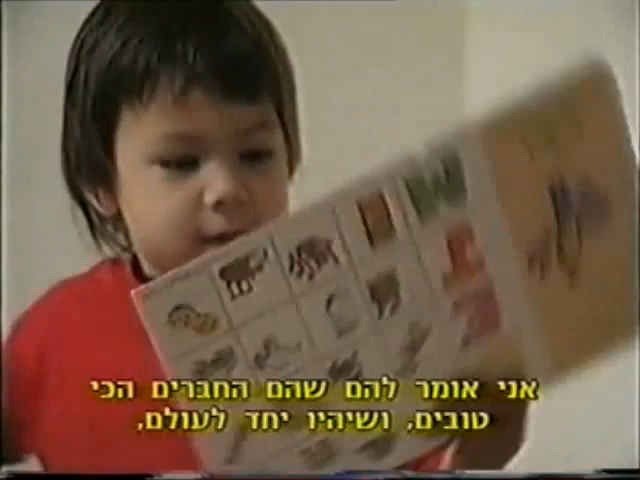 אני אומר להם שהם החברים הכי
טובים, ושיהיו יחד לעולם,